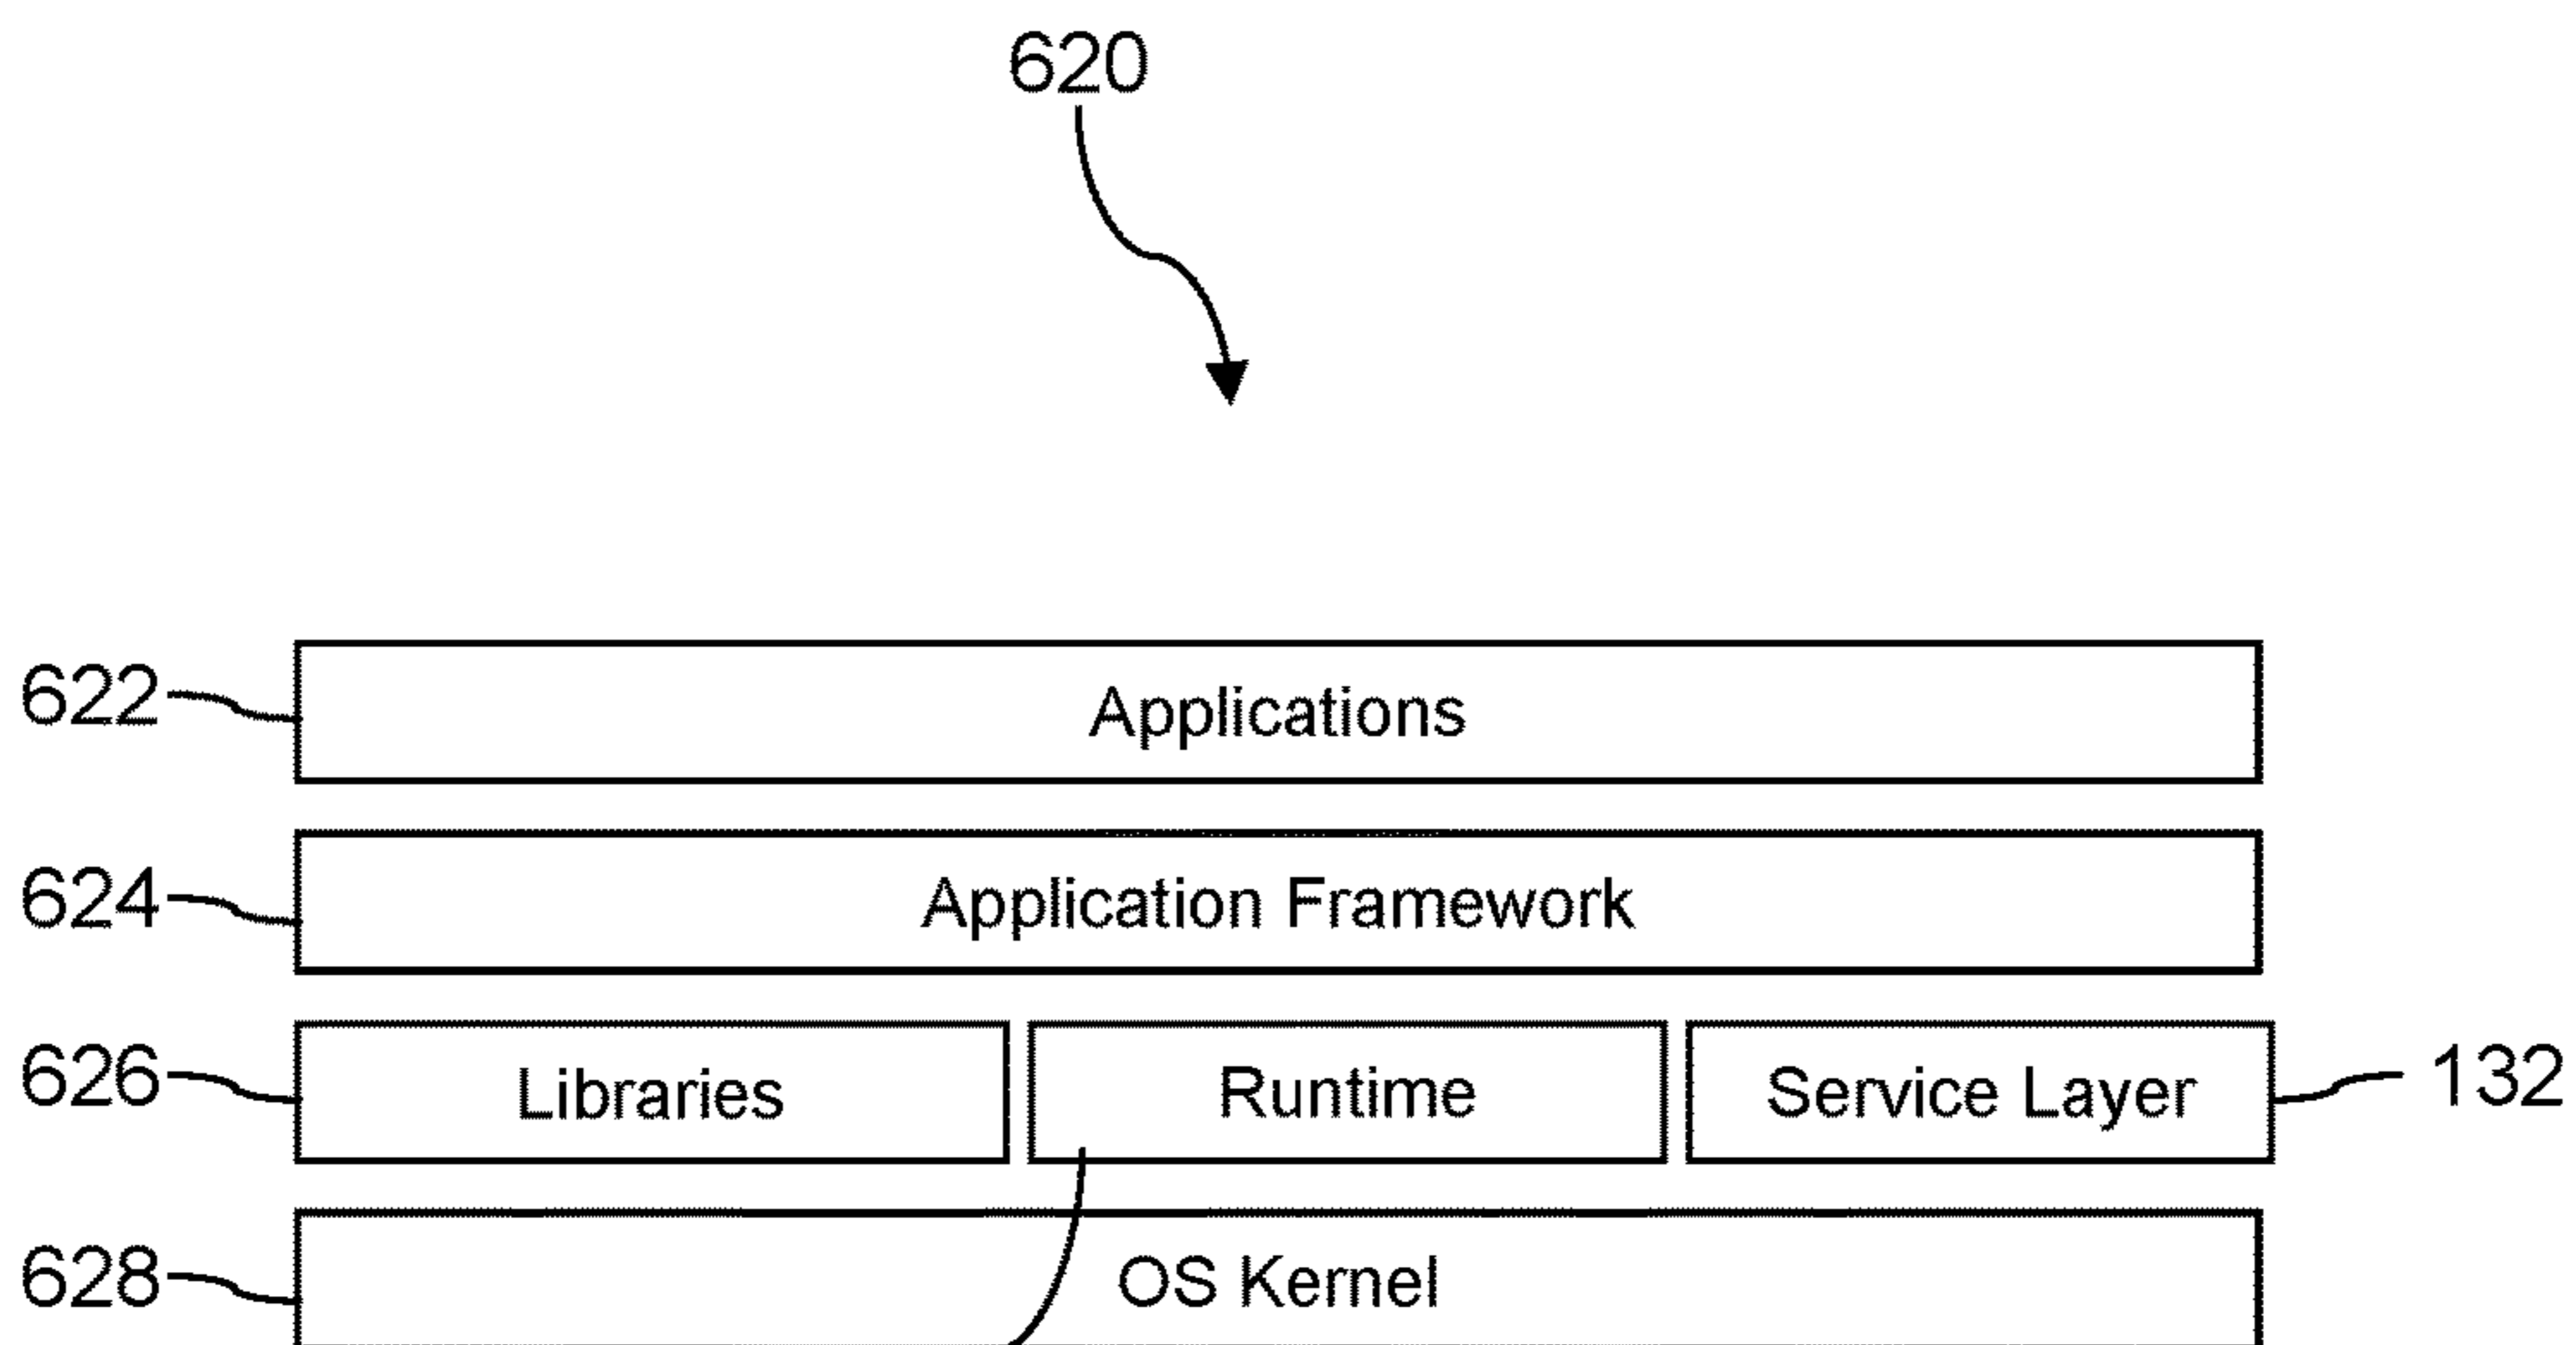 620
622 Applications
624 Application Framework
626 Libraries Runtime Service Layer 132
628 OS Kernel